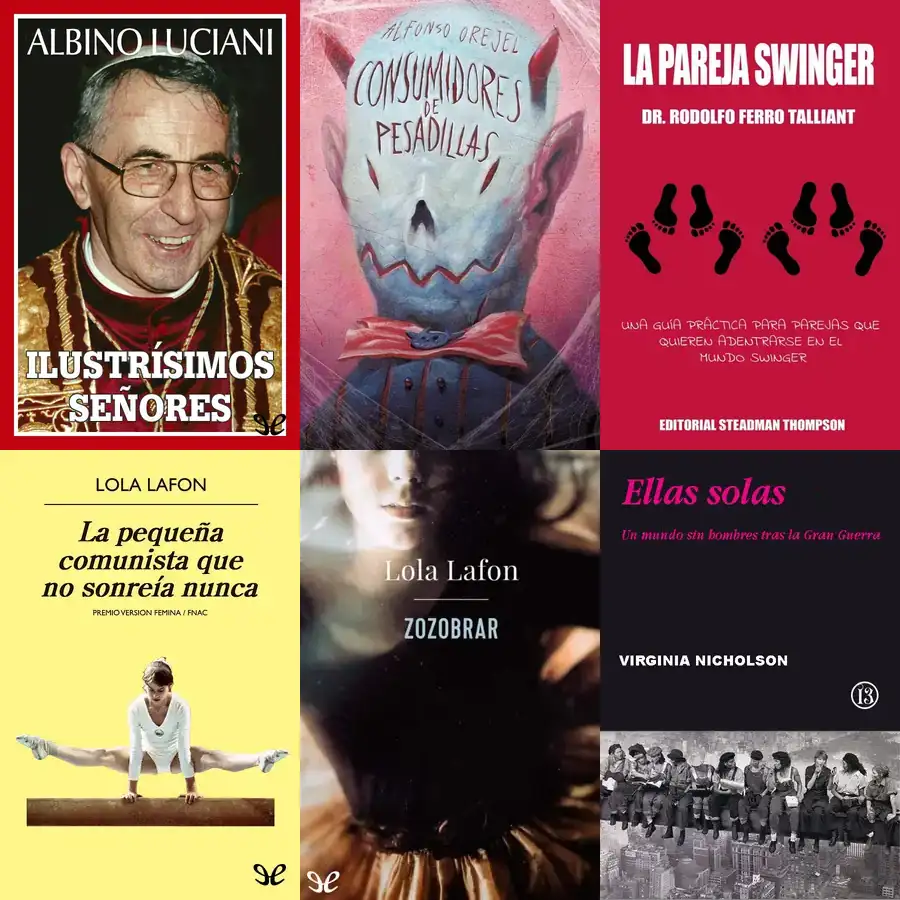 ALBINO LUCIANI
ILUSTRÍSIMOS
SEÑORES
ALFONSO OREJEL
CONSUMIDORES
DE
PESADILLAS
LA PAREJA SWINGER
DR. RODOLFO FERRO TALLIANT
UNA GUÍA PRÁCTICA PARA PAREJAS QUE
QUIEREN ADENTRARSE EN EL
MUNDO SWINGER
EDITORIAL STEADMAN THOMPSON
LOLA LAFON
La pequeña
comunista que
no sonreía nunca
PREMIO VERSION FEMINA / FNAC
Lola Lafon
ZOZOBRAR
Ellas solas
Un mundo sin hombres tras la Gran Guerra
VIRGINIA NICHOLSON
13